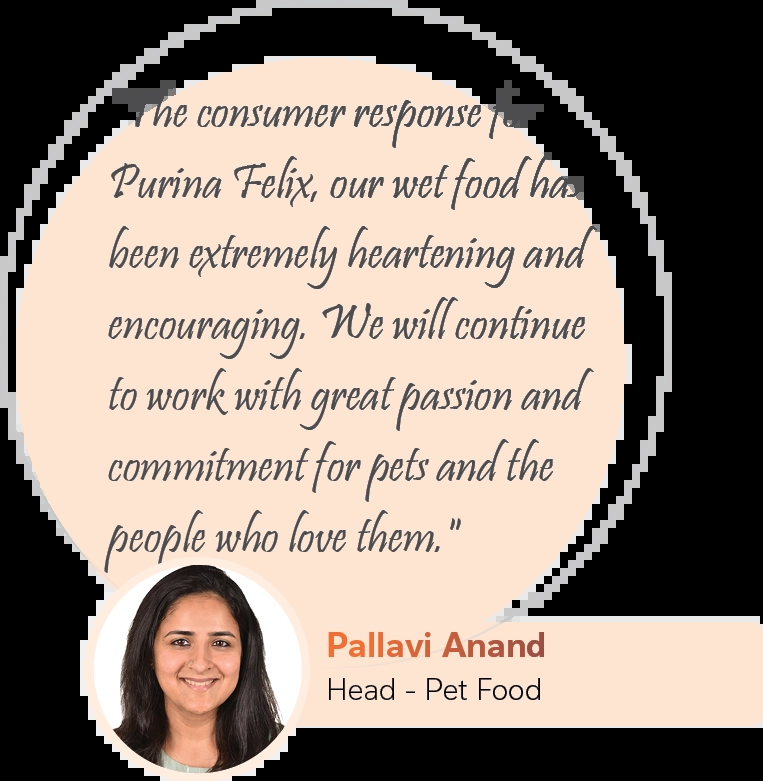 The consumer response for
Purina Felix, our wet food has
been extremely heartening and
encouraging. We will continue
to work with great passion and
commitment for pets and the
people who love them."
Pallavi Anand
Head - Pet Food